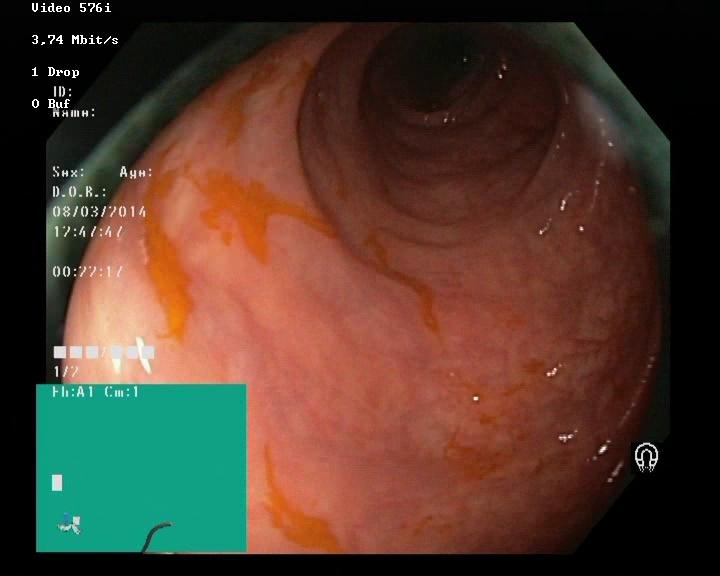 Video 576i
3,74 Mbit/s
1 Drop
ID:
0 Buf
Name:
Sex: Age:
D.O.B.:
08/03/2014
12:47:47
00:22:17
1/2
Eh:A1 Cm:1